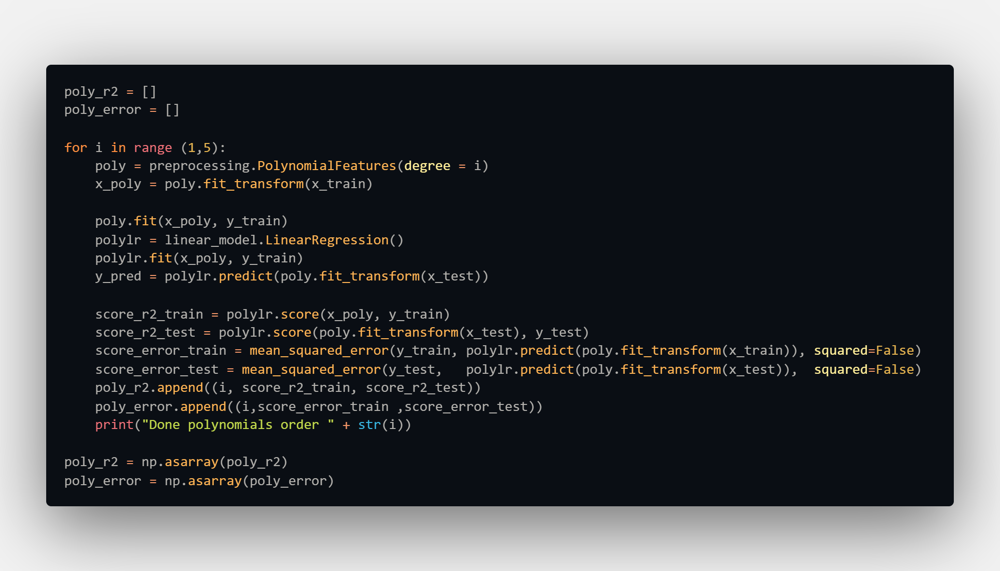 poly_r2 = []
poly_error = []

for i in range (1,5):
    poly = preprocessing.PolynomialFeatures(degree = i)
    x_poly = poly.fit_transform(x_train)

    poly.fit(x_poly, y_train)
    polylr = linear_model.LinearRegression()
    polylr.fit(x_poly, y_train)
    y_pred = polylr.predict(poly.fit_transform(x_test))

    score_r2_train = polylr.score(x_poly, y_train)
    score_r2_test = polylr.score(poly.fit_transform(x_test), y_test)
    score_error_train = mean_squared_error(y_train, polylr.predict(poly.fit_transform(x_train)), squared=False)
    score_error_test = mean_squared_error(y_test,   polylr.predict(poly.fit_transform(x_test)),  squared=False)
    poly_r2.append((i, score_r2_train, score_r2_test))
    poly_error.append((i,score_error_train ,score_error_test))
    print("Done polynomials order " + str(i))

poly_r2 = np.asarray(poly_r2)
poly_error = np.asarray(poly_error)